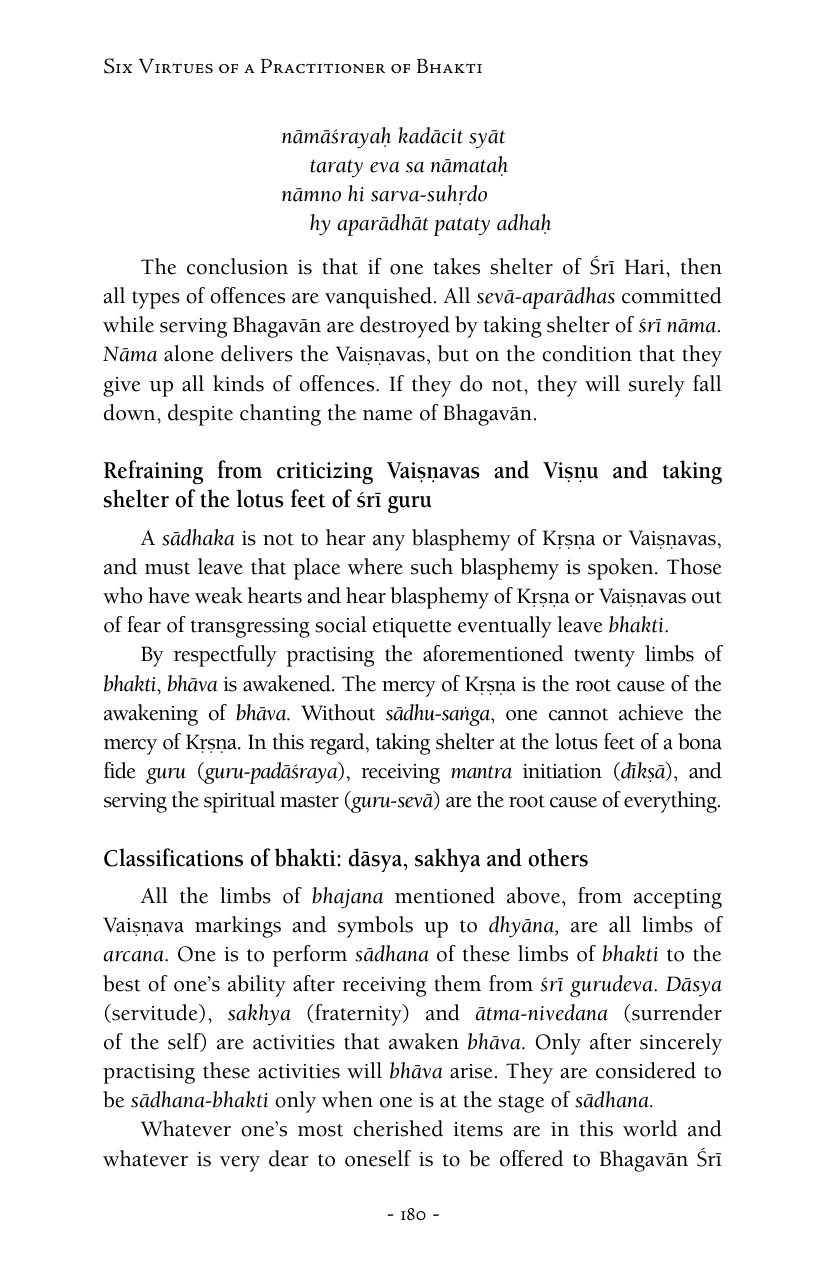 Six Virtues of a Practitioner of Bhakti
nāmāśrayaḥ kadācit syāt
taraty eva sa nāmataḥ
nāmno hi sarva-suhṛdo
hy aparādhāt pataty adhaḥ
The conclusion is that if one takes shelter of Śrī Hari, then
all types of offences are vanquished. All sevā-aparādhas committed
while serving Bhagavān are destroyed by taking shelter of śrī nāma.
Nāma alone delivers the Vaiṣṇavas, but on the condition that they
give up all kinds of offences. If they do not, they will surely fall
down, despite chanting the name of Bhagavān.
Refraining from criticizing Vaiṣṇavas and Viṣṇu and taking
shelter of the lotus feet of śrī guru
A sādhaka is not to hear any blasphemy of Kṛṣṇa or Vaiṣṇavas,
and must leave that place where such blasphemy is spoken. Those
who have weak hearts and hear blasphemy of Kṛṣṇa or Vaiṣṇavas out
of fear of transgressing social etiquette eventually leave bhakti.
By respectfully practising the aforementioned twenty limbs of
bhakti, bhāva is awakened. The mercy of Kṛṣṇa is the root cause of the
awakening of bhāva. Without sādhu-saṅga, one cannot achieve the
mercy of Kṛṣṇa. In this regard, taking shelter at the lotus feet of a bona
fide guru (guru-padāśraya), receiving mantra initiation (dīkṣā), and
serving the spiritual master (guru-sevā) are the root cause of everything.
Classifications of bhakti: dāsya, sakhya and others
All the limbs of bhajana mentioned above, from accepting
Vaiṣṇava markings and symbols up to dhyāna, are all limbs of
arcana. One is to perform sādhana of these limbs of bhakti to the
best of one's ability after receiving them from śrī gurudeva. Dāsya
(servitude), sakhya (fraternity) and ātma-nivedana (surrender
of the self) are activities that awaken bhāva. Only after sincerely
practising these activities will bhāva arise. They are considered to
be sādhana-bhakti only when one is at the stage of sādhana.
Whatever one's most cherished items are in this world and
whatever is very dear to oneself is to be offered to Bhagavān Śrī
- 180 -